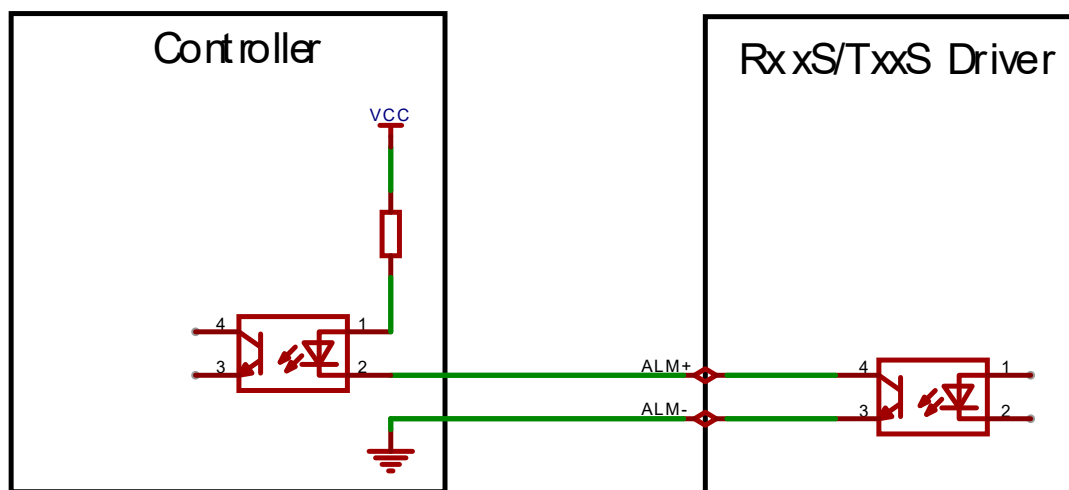 Controller
RxxS/TxxS Driver
VCC
4
1
3
2
ALM+
4
1
ALM-
3
2